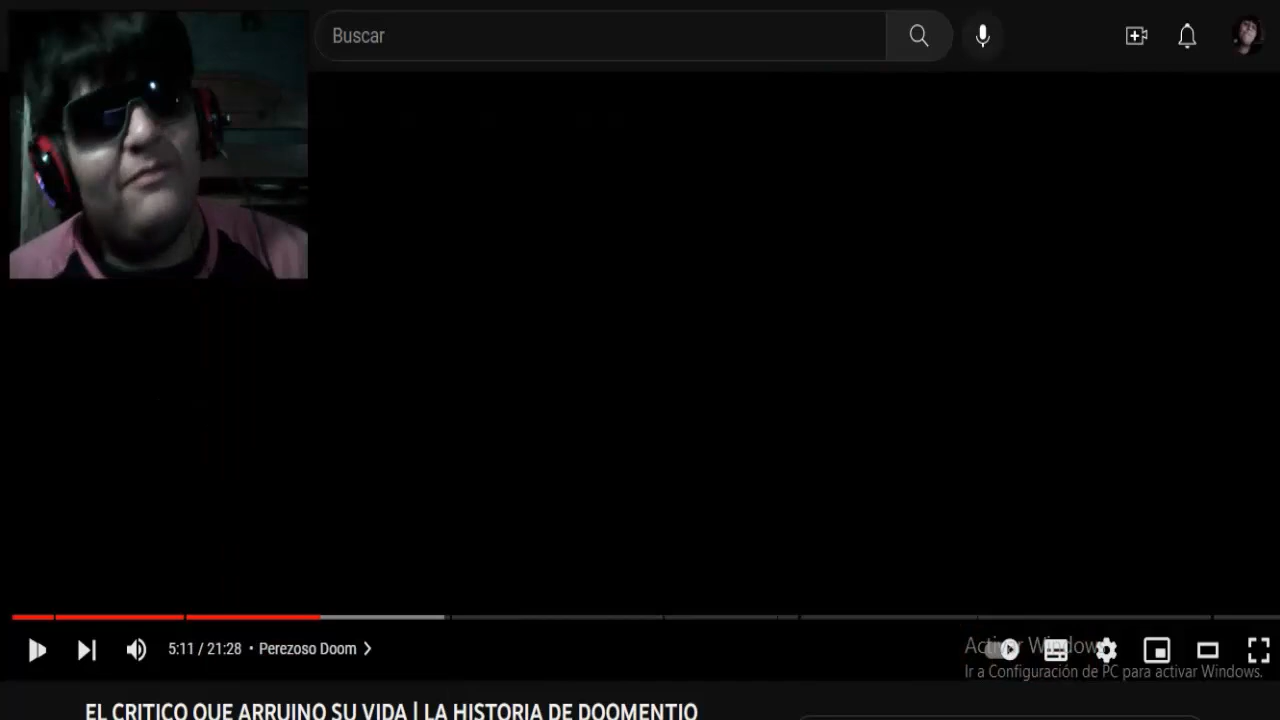 Buscar
5:11 / 21:28 • Perezoso Doom
Activar Windows
Ir a Configuración de PC para activar Windows.
EL CRITICO QUE ARRUINO SU VIDA | LA HISTORIA DE DOOMENTIO